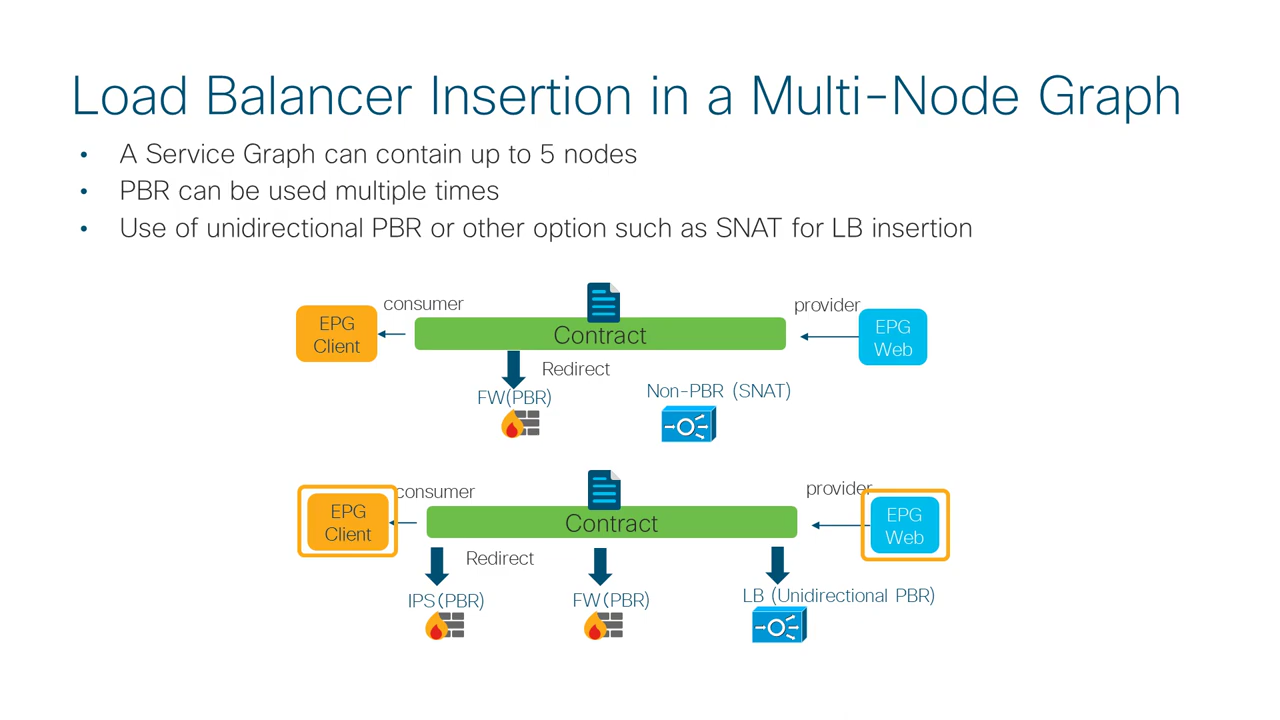 Load Balancer Insertion in a Multi-Node Graph
• A Service Graph can contain up to 5 nodes
• PBR can be used multiple times
• Use of unidirectional PBR or other option such as SNAT for LB insertion
consumer
provider
EPG
Client
Contract
EPG
Web
Redirect
FW(PBR)
Non-PBR (SNAT)
consumer
provider
EPG
Client
Contract
EPG
Web
Redirect
IPS(PBR)
FW(PBR)
LB (Unidirectional PBR)